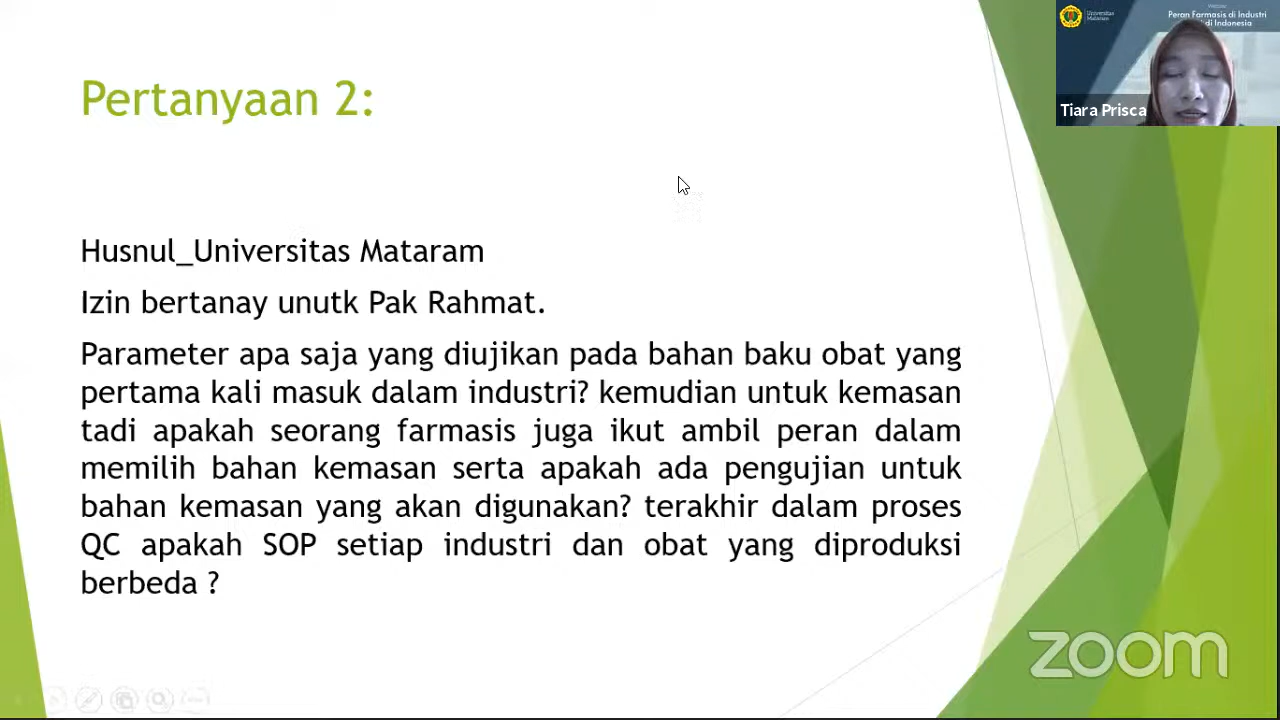 Pertanyaan 2:
Husnul_Universitas Mataram
Izin bertanay unutk Pak Rahmat.
Parameter apa saja yang diujikan pada bahan baku obat yang
pertama kali masuk dalam industri? kemudian untuk kemasan
tadi apakah seorang farmasis juga ikut ambil peran dalam
memilih bahan kemasan serta apakah ada pengujian untuk
bahan kemasan yang akan digunakan? terakhir dalam proses
QC apakah SOP setiap industri dan obat yang diproduksi
berbeda ?
Universitas
Mataram
Webinar
Peran Farmasis di Industri
di Indonesia
Tiara Prisca
zoom